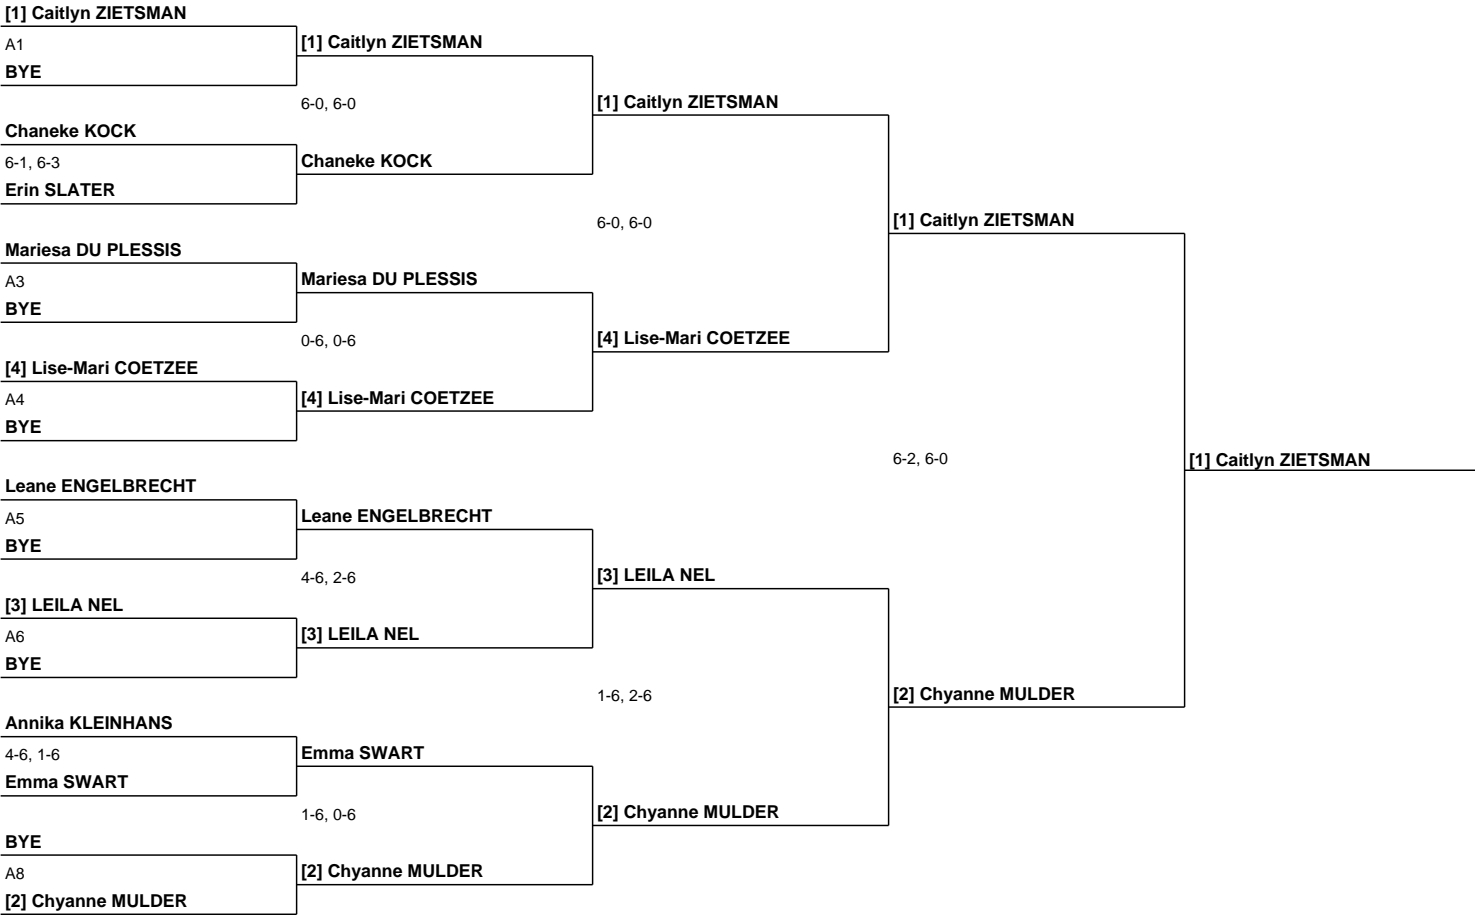 [1] Caitlyn ZIETSMAN
A1
BYE
Chaneke KOCK
6-1, 6-3
Erin SLATER
Mariesa DU PLESSIS
A3
BYE
[4] Lise-Mari COETZEE
A4
BYE
Leane ENGELBRECHT
A5
BYE
[3] LEILA NEL
A6
BYE
Annika KLEINHANS
4-6, 1-6
Emma SWART
BYE
A8
[2] Chyanne MULDER
[1] Caitlyn ZIETSMAN
6-0, 6-0
Chaneke KOCK
Mariesa DU PLESSIS
0-6, 0-6
[4] Lise-Mari COETZEE
Leane ENGELBRECHT
4-6, 2-6
[3] LEILA NEL
Emma SWART
1-6, 0-6
[2] Chyanne MULDER
[1] Caitlyn ZIETSMAN
6-0, 6-0
[4] Lise-Mari COETZEE
[3] LEILA NEL
1-6, 2-6
[2] Chyanne MULDER
[1] Caitlyn ZIETSMAN
6-2, 6-0
[2] Chyanne MULDER
[1] Caitlyn ZIETSMAN